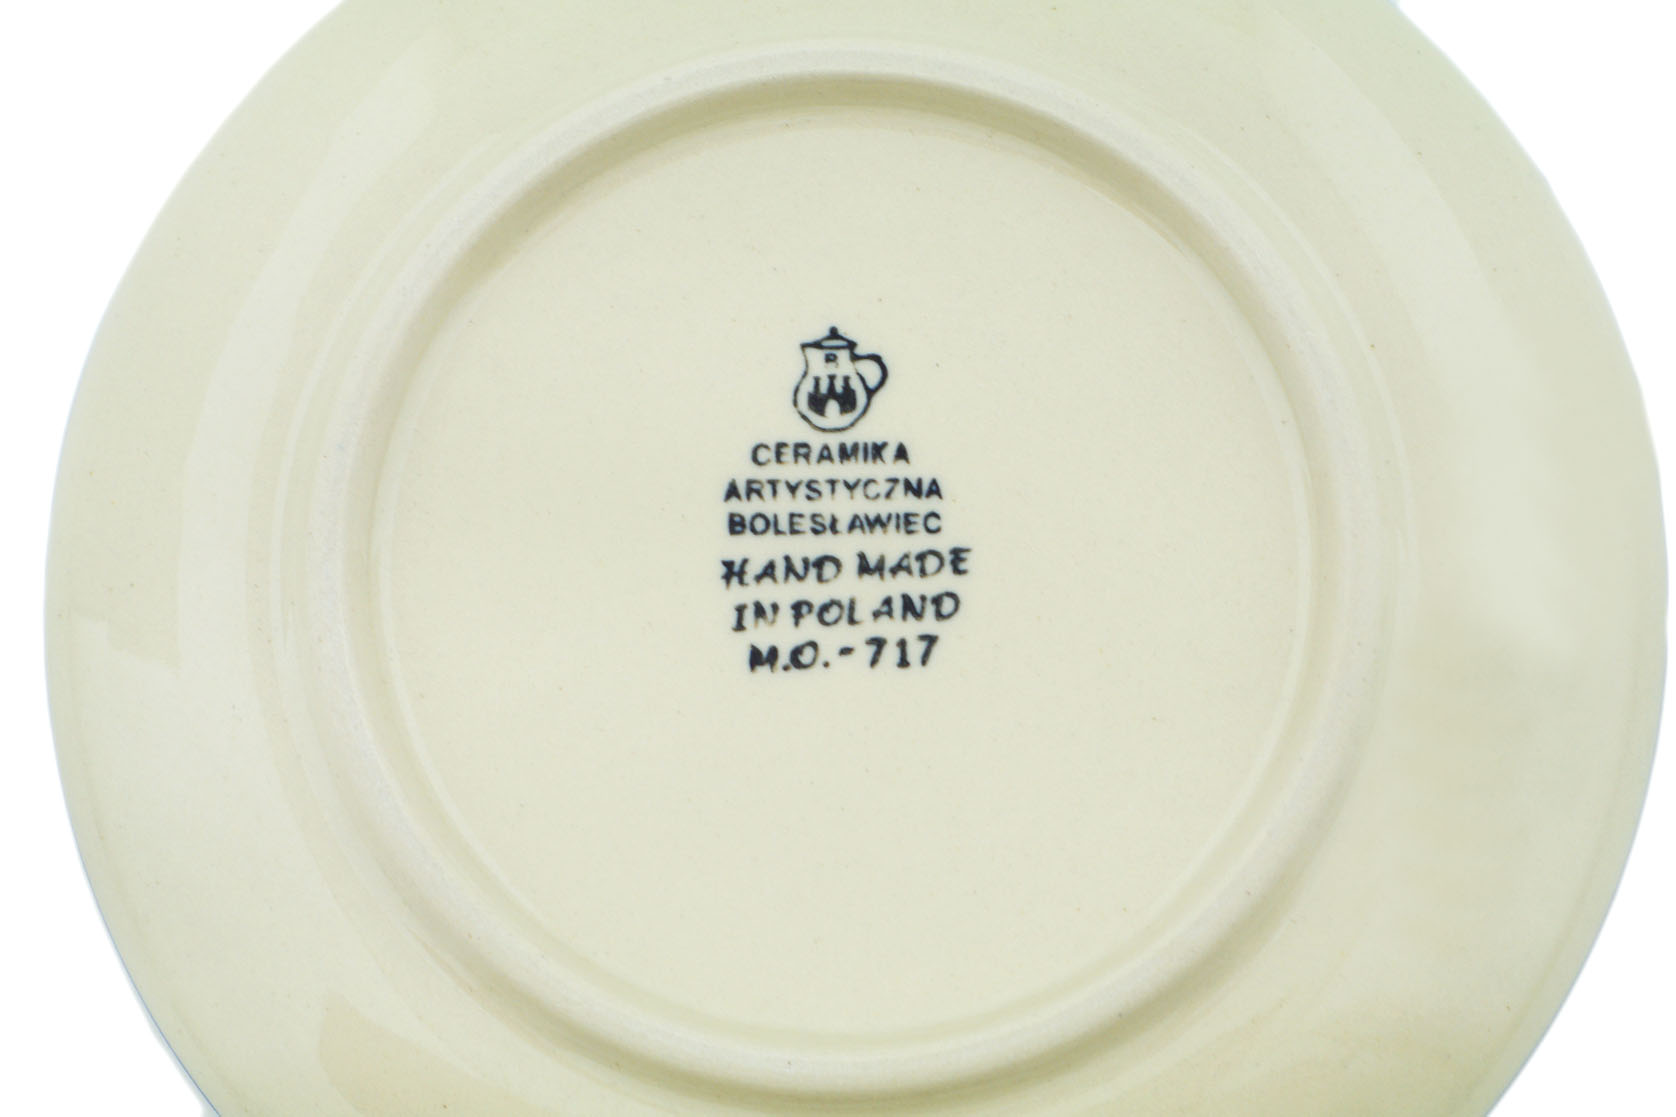 R
CERAMIKA
ARTYSTYCZNA
BOLESŁAWIEC
HAND MADE
IN POLAND
M.O.-717